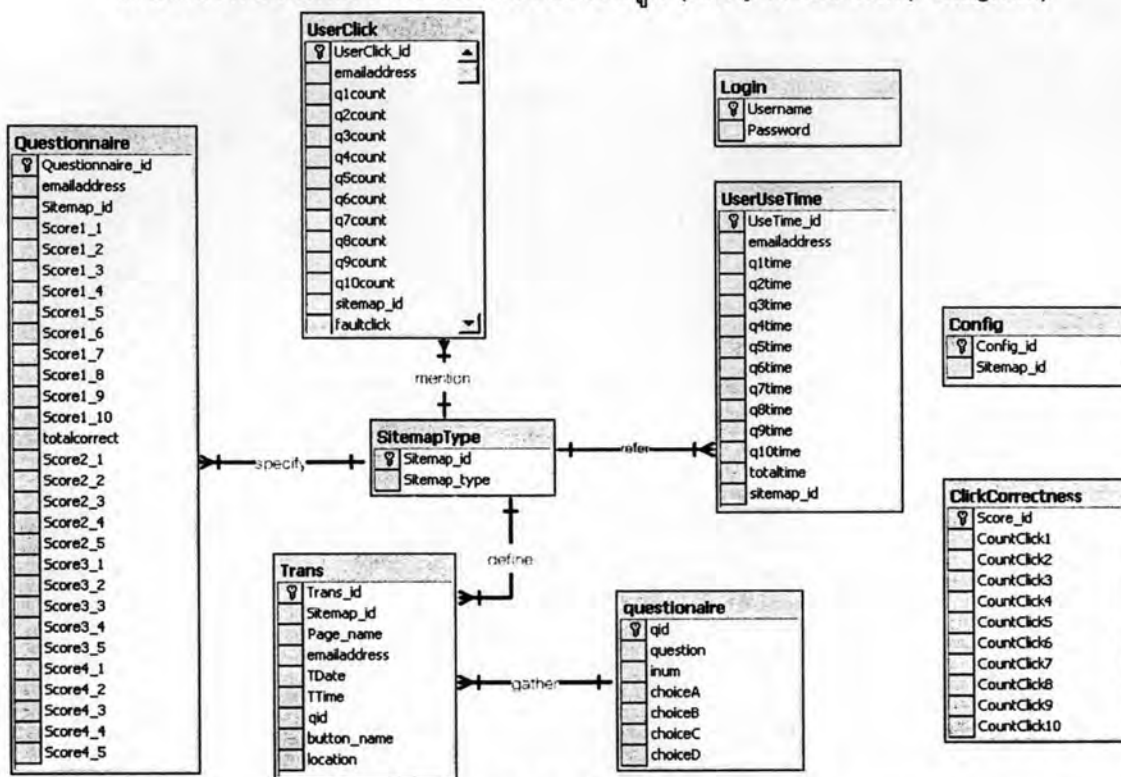 UserClick
UserClick_id
emailaddress
q1count
q2count
q3count
q4count
q5count
q6count
q7count
q8count
q9count
q10count
sitemap_id
faultclick
Login
Username
Password
Questionnaire
Questionnaire_id
emailaddress
Sitemap_id
Score1_1
Score1_2
Score1_3
Score1_4
Score1_5
Score1_6
Score1_7
Score1_8
Score1_9
Score1_10
totalcorrect
Score2_1
Score2_2
Score2_3
Score2_4
Score2_5
Score3_1
Score3_2
Score3_3
Score3_4
Score3_5
Score4_1
Score4_2
Score4_3
Score4_4
Score4_5
UserUseTime
UseTime_id
emailaddress
q1time
q2time
q3time
q4time
q5time
q6time
q7time
q8time
q9time
q10time
totaltime
sitemap_id
Config
Config_id
Sitemap_id
mention
SitemapType
Sitemap_id
Sitemap_type
specify
refer
define
ClickCorrectness
Score_id
CountClick1
CountClick2
CountClick3
CountClick4
CountClick5
CountClick6
CountClick7
CountClick8
CountClick9
CountClick10
Trans
Trans_id
Sitemap_id
Page_name
emailaddress
TDate
TTime
qid
button_name
location
gather
questionaire
qid
question
inum
choiceA
choiceB
choiceC
choiceD